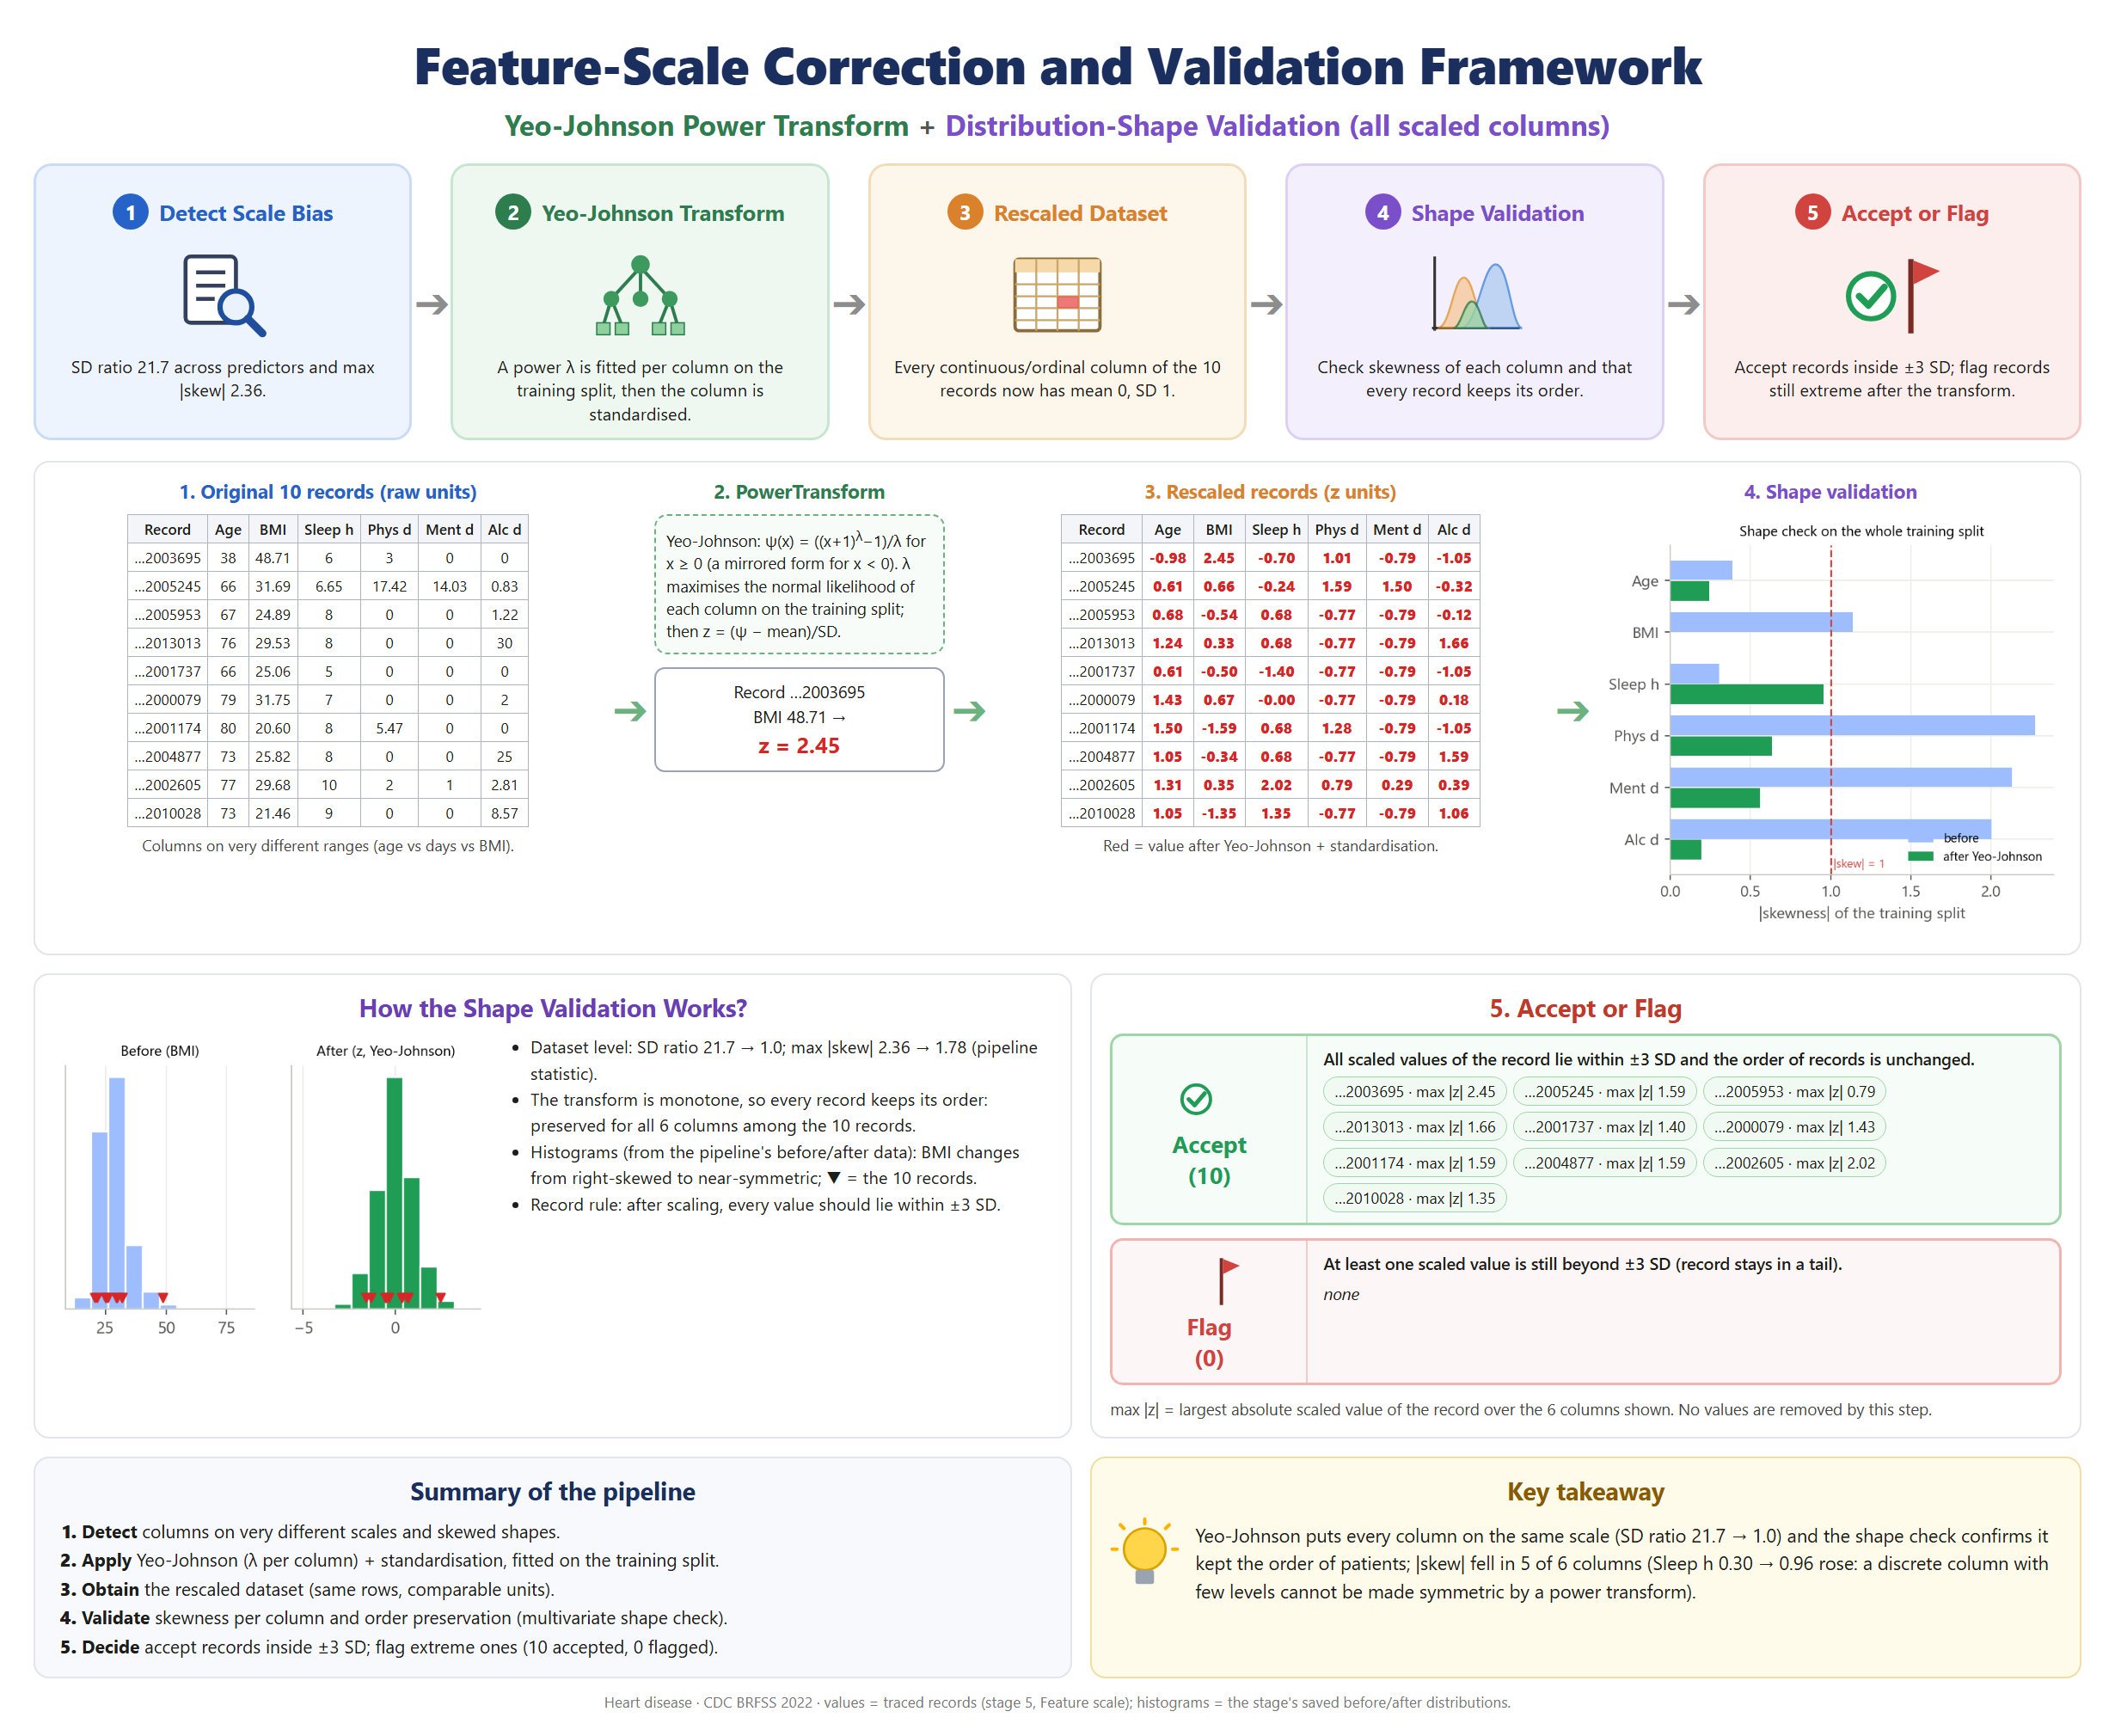 Feature-Scale Correction and Validation Framework
Yeo-Johnson Power Transform + Distribution-Shape Validation (all scaled columns)
1 Detect Scale Bias
SD ratio 21.7 across predictors and max
|skew| 2.36.
2 Yeo-Johnson Transform
A power λ is fitted per column on the
training split, then the column is
standardised.
3 Rescaled Dataset
Every continuous/ordinal column of the 10
records now has mean 0, SD 1.
4 Shape Validation
Check skewness of each column and that
every record keeps its order.
5 Accept or Flag
Accept records inside ±3 SD; flag records
still extreme after the transform.
1. Original 10 records (raw units)
Record Age BMI Sleep h Phys d Ment d Alc d
...2003695 38 48.71 6 3 0 0
...2005245 66 31.69 6.65 17.42 14.03 0.83
...2005953 67 24.89 8 0 0 1.22
...2013013 76 29.53 8 0 0 30
...2001737 66 25.06 5 0 0 0
...2000079 79 31.75 7 0 0 2
...2001174 80 20.60 8 5.47 0 0
...2004877 73 25.82 8 0 0 25
...2002605 77 29.68 10 2 1 2.81
...2010028 73 21.46 9 0 0 8.57
Columns on very different ranges (age vs days vs BMI).
2. PowerTransform
Yeo-Johnson: ψ(x) = ((x+1)^λ−1)/λ for
x ≥ 0 (a mirrored form for x < 0). λ
maximises the normal likelihood of
each column on the training split;
then z = (ψ − mean)/SD.
Record ...2003695
BMI 48.71 →
z = 2.45
3. Rescaled records (z units)
Record Age BMI Sleep h Phys d Ment d Alc d
...2003695 -0.98 2.45 -0.70 1.01 -0.79 -1.05
...2005245 0.61 0.66 -0.24 1.59 1.50 -0.32
...2005953 0.68 -0.54 0.68 -0.77 -0.79 -0.12
...2013013 1.24 0.33 0.68 -0.77 -0.79 1.66
...2001737 0.61 -0.50 -1.40 -0.77 -0.79 -1.05
...2000079 1.43 0.67 -0.00 -0.77 -0.79 0.18
...2001174 1.50 -1.59 0.68 1.28 -0.79 -1.05
...2004877 1.05 -0.34 0.68 -0.77 -0.79 1.59
...2002605 1.31 0.35 2.02 0.79 0.29 0.39
...2010028 1.05 -1.35 1.35 -0.77 -0.79 1.06
Red = value after Yeo-Johnson + standardisation.
4. Shape validation
Shape check on the whole training split
Age
BMI
Sleep h
Phys d
Ment d
Alc d
before
after Yeo-Johnson
|skew| = 1
0.0 0.5 1.0 1.5 2.0
|skewness| of the training split
How the Shape Validation Works?
Before (BMI)
25 50 75
After (z, Yeo-Johnson)
−5 0
• Dataset level: SD ratio 21.7 → 1.0; max |skew| 2.36 → 1.78 (pipeline
statistic).
• The transform is monotone, so every record keeps its order:
preserved for all 6 columns among the 10 records.
• Histograms (from the pipeline's before/after data): BMI changes
from right-skewed to near-symmetric; ▼ = the 10 records.
• Record rule: after scaling, every value should lie within ±3 SD.
5. Accept or Flag
Accept
(10)
All scaled values of the record lie within ±3 SD and the order of records is unchanged.
...2003695 · max |z| 2.45 ...2005245 · max |z| 1.59 ...2005953 · max |z| 0.79
...2013013 · max |z| 1.66 ...2001737 · max |z| 1.40 ...2000079 · max |z| 1.43
...2001174 · max |z| 1.59 ...2004877 · max |z| 1.59 ...2002605 · max |z| 2.02
...2010028 · max |z| 1.35
Flag
(0)
At least one scaled value is still beyond ±3 SD (record stays in a tail).
none
max |z| = largest absolute scaled value of the record over the 6 columns shown. No values are removed by this step.
Summary of the pipeline
1. Detect columns on very different scales and skewed shapes.
2. Apply Yeo-Johnson (λ per column) + standardisation, fitted on the training split.
3. Obtain the rescaled dataset (same rows, comparable units).
4. Validate skewness per column and order preservation (multivariate shape check).
5. Decide accept records inside ±3 SD; flag extreme ones (10 accepted, 0 flagged).
Key takeaway
Yeo-Johnson puts every column on the same scale (SD ratio 21.7 → 1.0) and the shape check confirms it
kept the order of patients; |skew| fell in 5 of 6 columns (Sleep h 0.30 → 0.96 rose: a discrete column with
few levels cannot be made symmetric by a power transform).
Heart disease · CDC BRFSS 2022 · values = traced records (stage 5, Feature scale); histograms = the stage's saved before/after distributions.